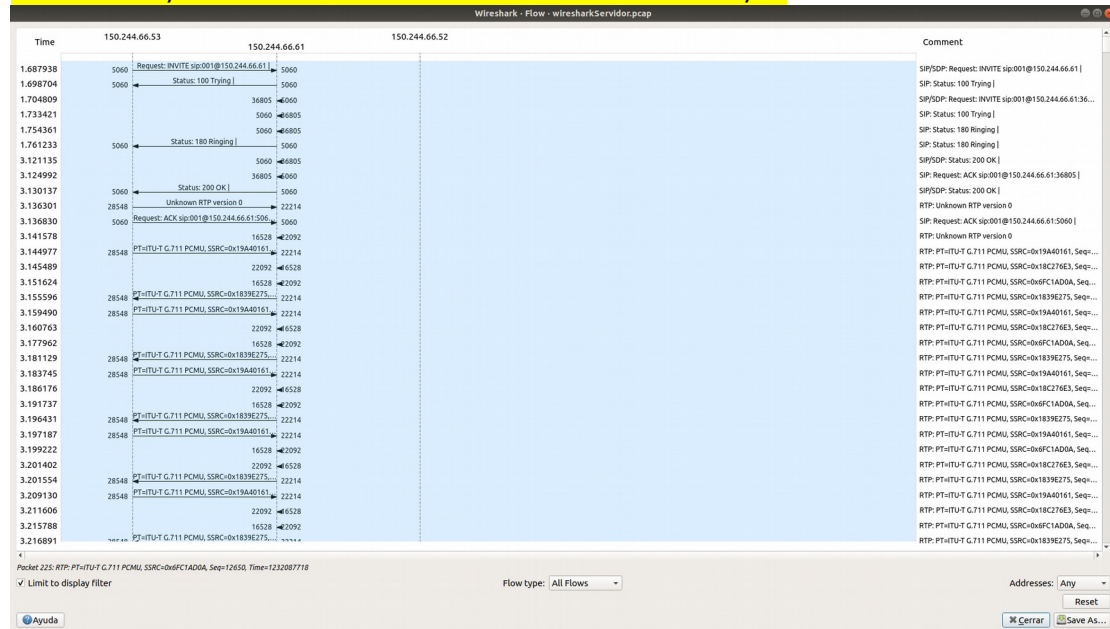 Wireshark · Flow · wiresharkServidor.pcap
Time 150.244.66.53 150.244.66.61 150.244.66.52 Comment
1.687938 5060 Request: INVITE sip:001@150.244.66.61 | 5060 SIP/SDP: Request: INVITE sip:001@150.244.66.61 |
1.698704 5060 Status: 100 Trying | 5060 SIP: Status: 100 Trying |
1.704809 36805 5060 SIP/SDP: Request: INVITE sip:001@150.244.66.61:36...
1.733421 5060 36805 SIP: Status: 100 Trying |
1.754361 5060 36805 SIP: Status: 180 Ringing |
1.761233 5060 Status: 180 Ringing | 5060 SIP: Status: 180 Ringing |
3.121135 5060 36805 SIP/SDP: Status: 200 OK |
3.124992 36805 5060 SIP: Request: ACK sip:001@150.244.66.61:36805 |
3.130137 5060 Status: 200 OK | 5060 SIP/SDP: Status: 200 OK |
3.136301 28548 Unknown RTP version 0 22214 RTP: Unknown RTP version 0
3.136830 5060 Request: ACK sip:001@150.244.66.61:506... 5060 SIP: Request: ACK sip:001@150.244.66.61:5060 |
3.141578 16528 22092 RTP: Unknown RTP version 0
3.144977 28548 PT=ITU-T G.711 PCMU, SSRC=0x19A40161... 22214 RTP: PT=ITU-T G.711 PCMU, SSRC=0x19A40161, Seq=...
3.145489 22092 16528 RTP: PT=ITU-T G.711 PCMU, SSRC=0x18C276E3, Seq=...
3.151624 16528 22092 RTP: PT=ITU-T G.711 PCMU, SSRC=0x6FC1AD0A, Seq...
3.155596 28548 PT=ITU-T G.711 PCMU, SSRC=0x1839E275,... 22214 RTP: PT=ITU-T G.711 PCMU, SSRC=0x1839E275, Seq=...
3.159490 28548 PT=ITU-T G.711 PCMU, SSRC=0x19A40161... 22214 RTP: PT=ITU-T G.711 PCMU, SSRC=0x19A40161, Seq=...
3.160763 22092 16528 RTP: PT=ITU-T G.711 PCMU, SSRC=0x18C276E3, Seq=...
3.177962 16528 22092 RTP: PT=ITU-T G.711 PCMU, SSRC=0x6FC1AD0A, Seq...
3.181129 28548 PT=ITU-T G.711 PCMU, SSRC=0x1839E275,... 22214 RTP: PT=ITU-T G.711 PCMU, SSRC=0x1839E275, Seq=...
3.183745 28548 PT=ITU-T G.711 PCMU, SSRC=0x19A40161... 22214 RTP: PT=ITU-T G.711 PCMU, SSRC=0x19A40161, Seq=...
3.186176 22092 16528 RTP: PT=ITU-T G.711 PCMU, SSRC=0x18C276E3, Seq=...
3.191737 16528 22092 RTP: PT=ITU-T G.711 PCMU, SSRC=0x6FC1AD0A, Seq...
3.196431 28548 PT=ITU-T G.711 PCMU, SSRC=0x1839E275,... 22214 RTP: PT=ITU-T G.711 PCMU, SSRC=0x1839E275, Seq=...
3.197187 28548 PT=ITU-T G.711 PCMU, SSRC=0x19A40161... 22214 RTP: PT=ITU-T G.711 PCMU, SSRC=0x19A40161, Seq=...
3.199222 16528 22092 RTP: PT=ITU-T G.711 PCMU, SSRC=0x6FC1AD0A, Seq...
3.201402 22092 16528 RTP: PT=ITU-T G.711 PCMU, SSRC=0x18C276E3, Seq=...
3.201554 28548 PT=ITU-T G.711 PCMU, SSRC=0x1839E275,... 22214 RTP: PT=ITU-T G.711 PCMU, SSRC=0x1839E275, Seq=...
3.209130 28548 PT=ITU-T G.711 PCMU, SSRC=0x19A40161... 22214 RTP: PT=ITU-T G.711 PCMU, SSRC=0x19A40161, Seq=...
3.211606 22092 16528 RTP: PT=ITU-T G.711 PCMU, SSRC=0x18C276E3, Seq=...
3.215788 16528 22092 RTP: PT=ITU-T G.711 PCMU, SSRC=0x6FC1AD0A, Seq...
3.216891 28548 PT=ITU-T G.711 PCMU, SSRC=0x1839E275,... 22214 RTP: PT=ITU-T G.711 PCMU, SSRC=0x1839E275, Seq=...
Packet 225: RTP: PT=ITU-T G.711 PCMU, SSRC=0x6FC1AD0A, Seq=12650, Time=1232087718
Limit to display filter Flow type: All Flows Addresses: Any
Reset
Ayuda Cerrar Save As...